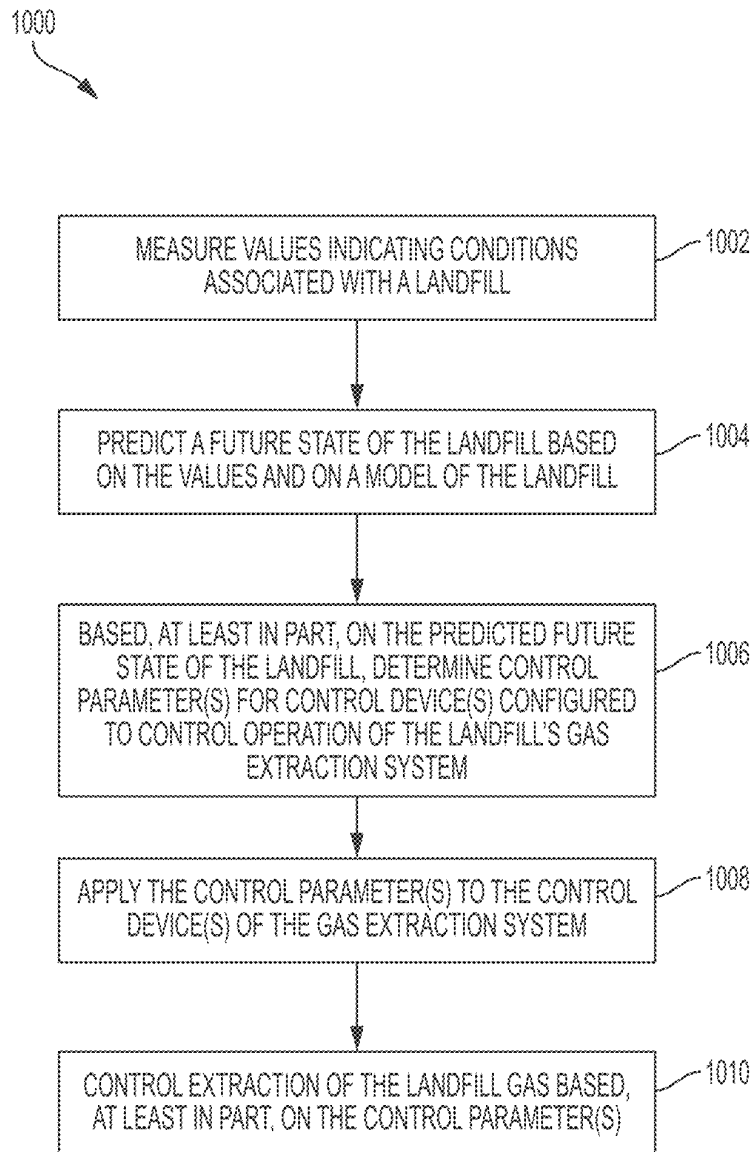 1000
MEASURE VALUES INDICATING CONDITIONS
ASSOCIATED WITH A LANDFILL
1002
PREDICT A FUTURE STATE OF THE LANDFILL BASED
ON THE VALUES AND ON A MODEL OF THE LANDFILL
1004
BASED, AT LEAST IN PART, ON THE PREDICTED FUTURE
STATE OF THE LANDFILL, DETERMINE CONTROL
PARAMETER(S) FOR CONTROL DEVICE(S) CONFIGURED
TO CONTROL OPERATION OF THE LANDFILL'S GAS
EXTRACTION SYSTEM
1006
APPLY THE CONTROL PARAMETER(S) TO THE CONTROL
DEVICE(S) OF THE GAS EXTRACTION SYSTEM
1008
CONTROL EXTRACTION OF THE LANDFILL GAS BASED,
AT LEAST IN PART, ON THE CONTROL PARAMETER(S)
1010